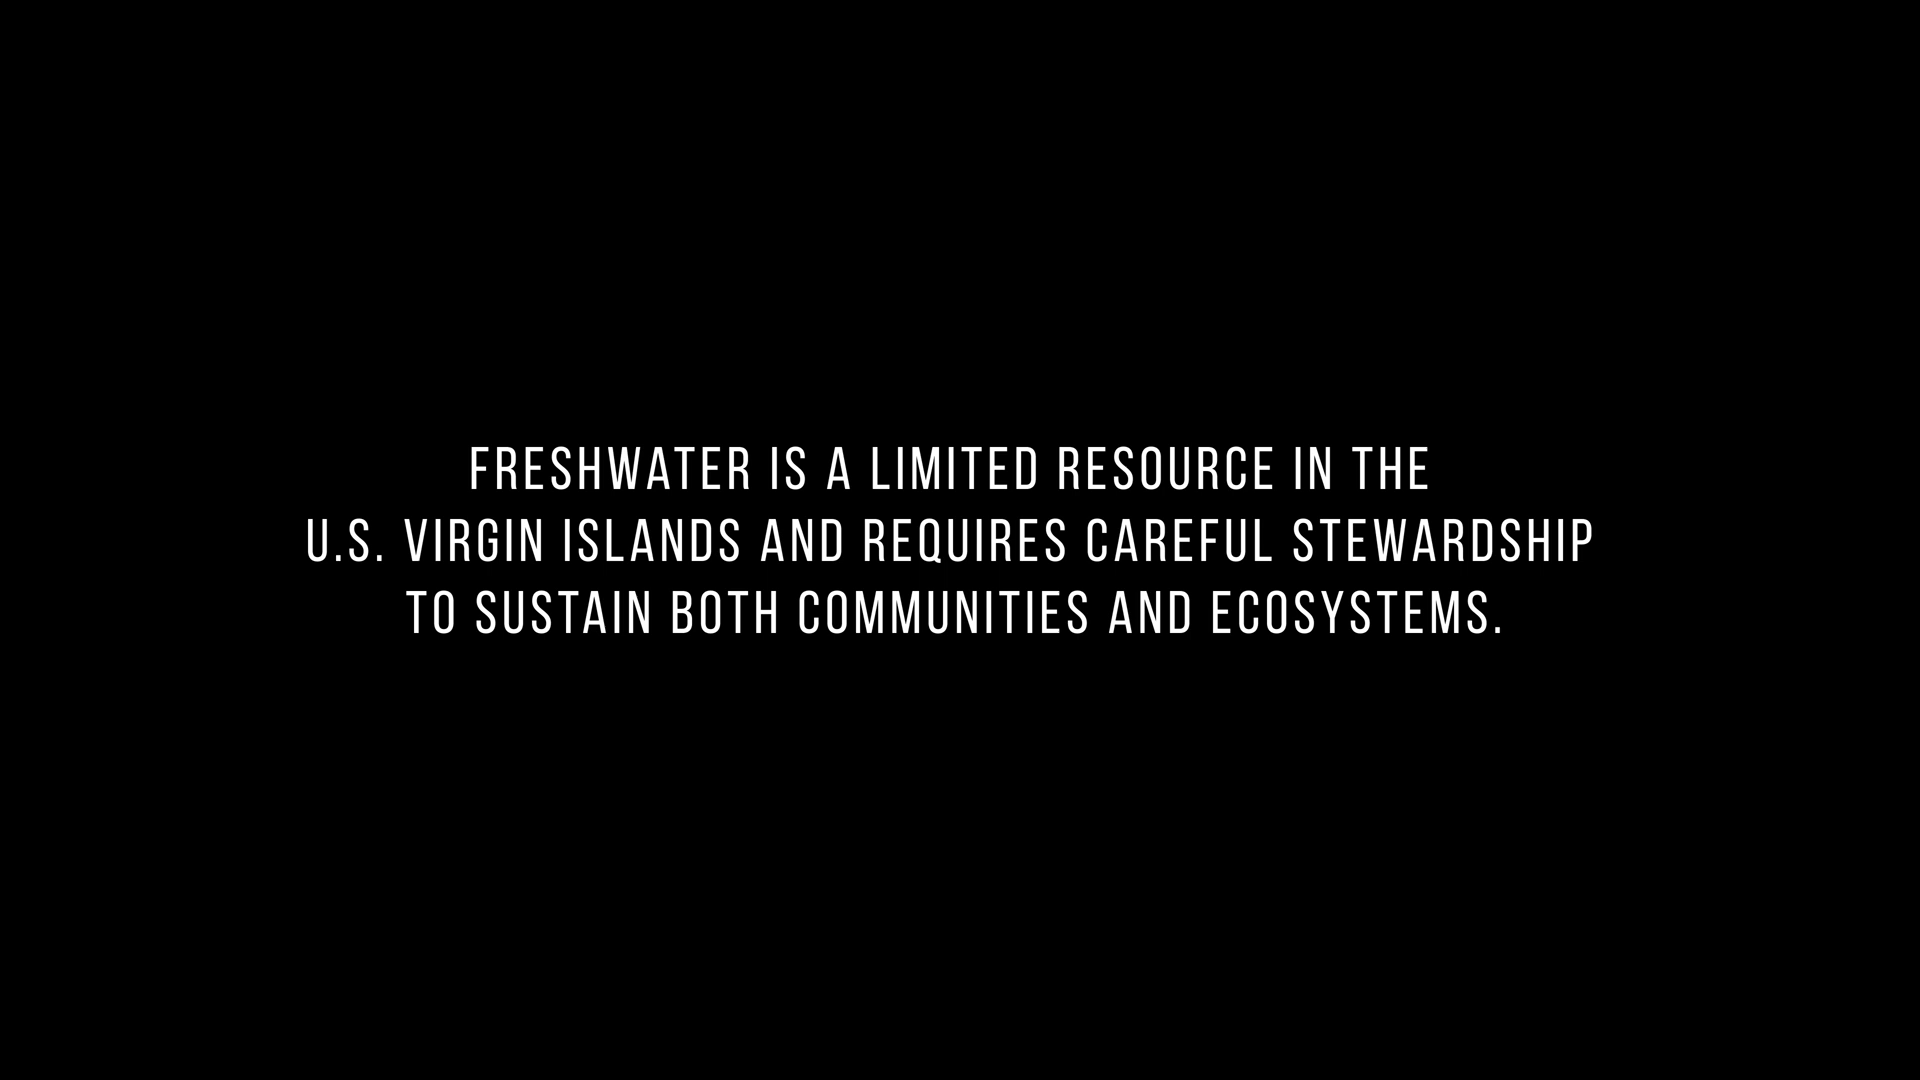 FRESHWATER IS A LIMITED RESOURCE IN THE
U.S. VIRGIN ISLANDS AND REQUIRES CAREFUL STEWARDSHIP
TO SUSTAIN BOTH COMMUNITIES AND ECOSYSTEMS.